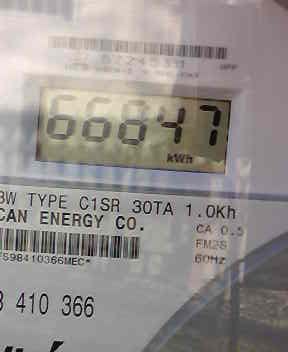 66847
kWh
3W TYPE C1SR 30TA 1.0Kh
CAN ENERGY CO.
CA 0.5
FM2S
60Hz
S98410366MEC*
3 410 366